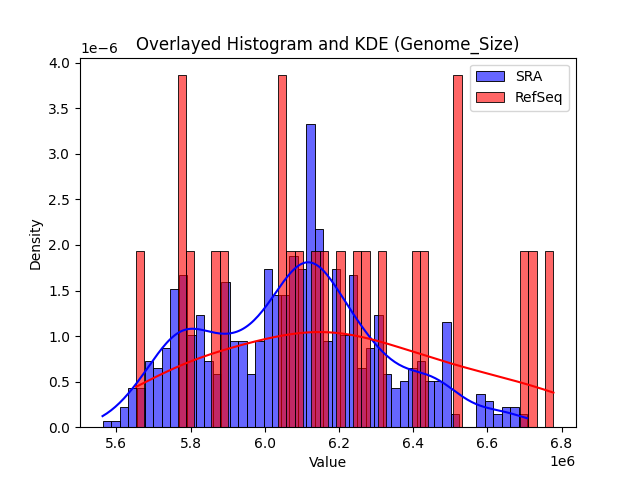 Overlayed Histogram and KDE (Genome_Size)
1e−6
SRA
RefSeq
4.0
3.5
3.0
2.5
2.0
1.5
1.0
0.5
0.0
Density
5.6 5.8 6.0 6.2 6.4 6.6 6.8
Value
1e6